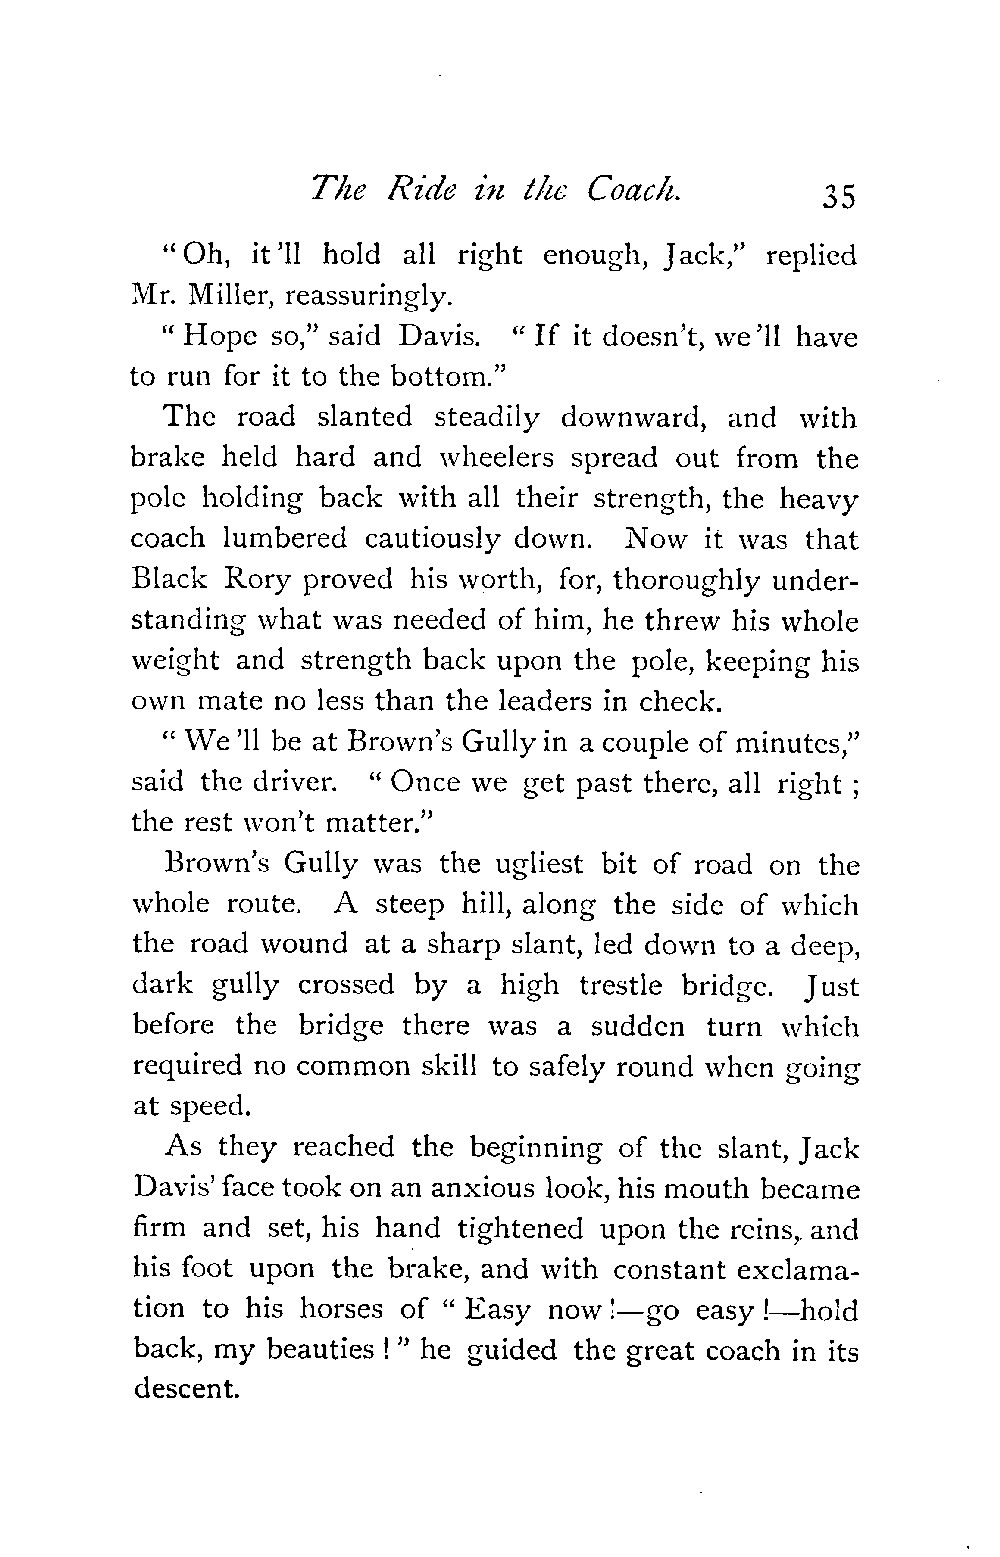 The Ride in the Coach. 35
"Oh, it 'll hold all right enough, Jack," replied
Mr. Miller, reassuringly.
"Hope so," said Davis. "If it doesn't, we 'll have
to run for it to the bottom."
The road slanted steadily downward, and with
brake held hard and wheelers spread out from the
pole holding back with all their strength, the heavy
coach lumbered cautiously down. Now it was that
Black Rory proved his worth, for, thoroughly under-
standing what was needed of him, he threw his whole
weight and strength back upon the pole, keeping his
own mate no less than the leaders in check.
"We 'll be at Brown's Gully in a couple of minutes,"
said the driver. "Once we get past there, all right ;
the rest won't matter."
Brown's Gully was the ugliest bit of road on the
whole route. A steep hill, along the side of which
the road wound at a sharp slant, led down to a deep,
dark gully crossed by a high trestle bridge. Just
before the bridge there was a sudden turn which
required no common skill to safely round when going
at speed.
As they reached the beginning of the slant, Jack
Davis' face took on an anxious look, his mouth became
firm and set, his hand tightened upon the reins, and
his foot upon the brake, and with constant exclama-
tion to his horses of "Easy now !—go easy !—hold
back, my beauties !" he guided the great coach in its
descent.